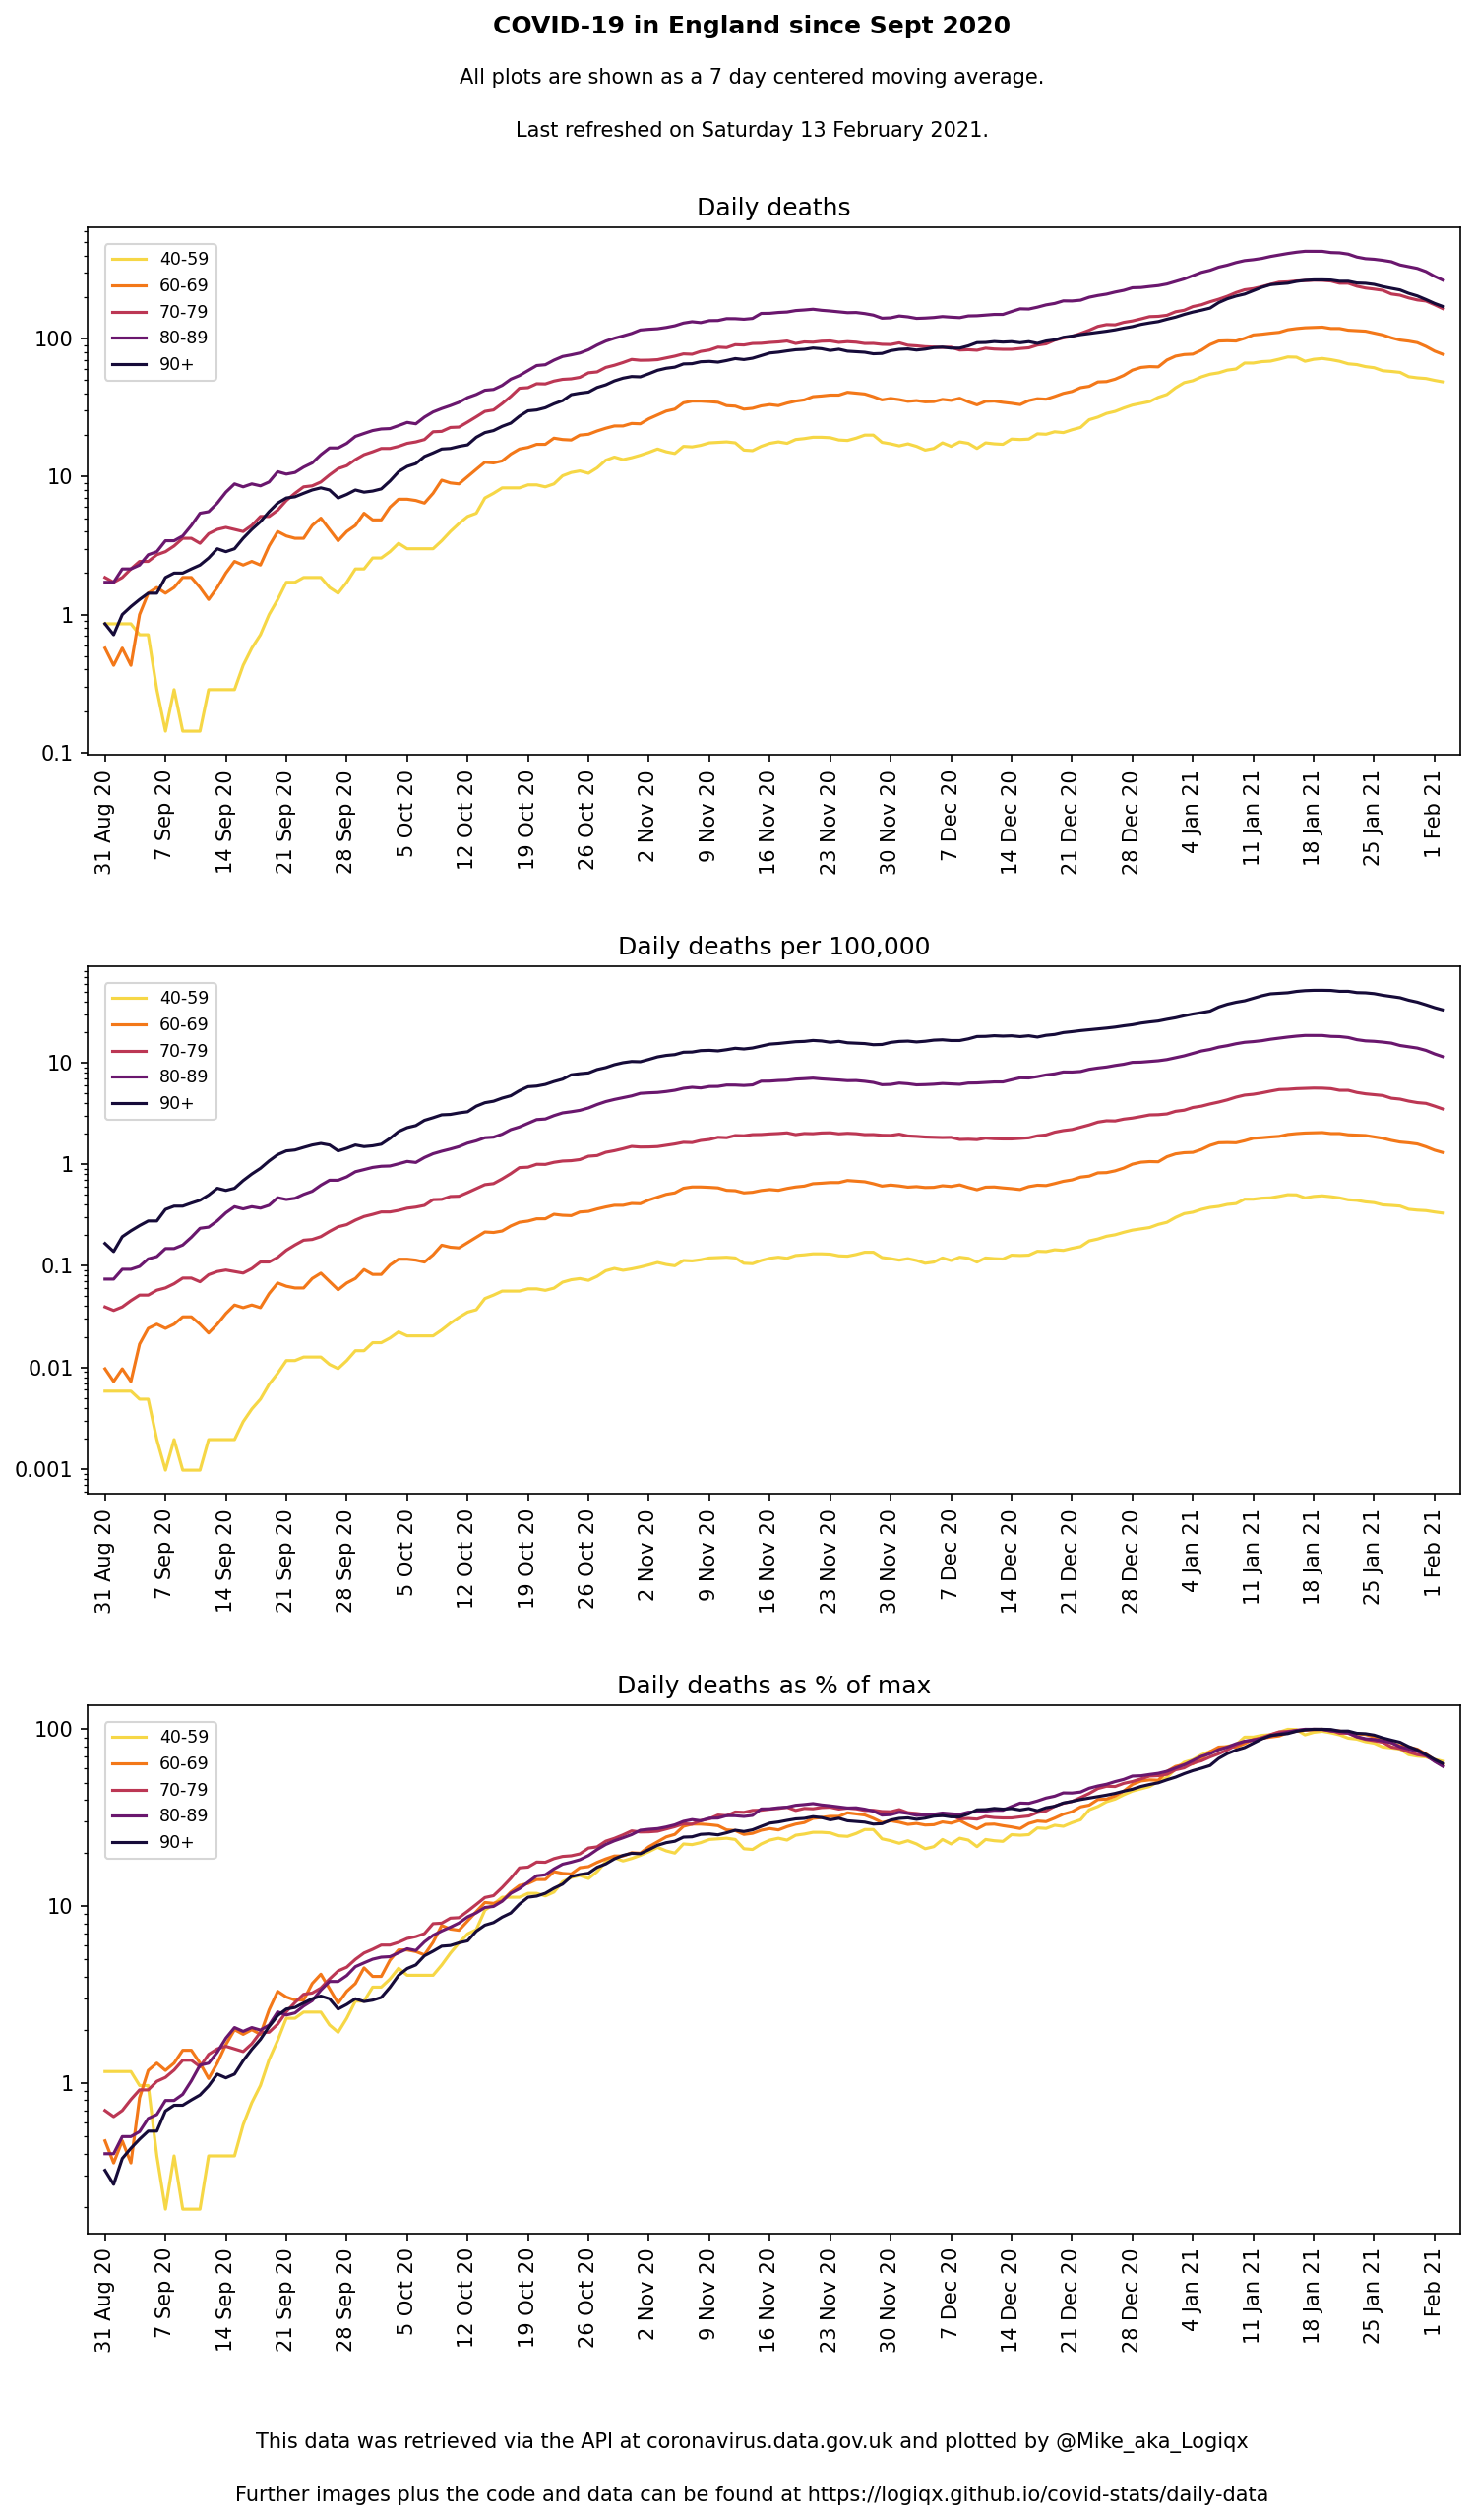 COVID-19 in England since Sept 2020
All plots are shown as a 7 day centered moving average.
Last refreshed on Saturday 13 February 2021.
Daily deaths
40-59
60-69
70-79
80-89
90+
100
10
1
0.1
31 Aug 20
7 Sep 20
14 Sep 20
21 Sep 20
28 Sep 20
5 Oct 20
12 Oct 20
19 Oct 20
26 Oct 20
2 Nov 20
9 Nov 20
16 Nov 20
23 Nov 20
30 Nov 20
7 Dec 20
14 Dec 20
21 Dec 20
28 Dec 20
4 Jan 21
11 Jan 21
18 Jan 21
25 Jan 21
1 Feb 21
Daily deaths per 100,000
40-59
60-69
70-79
80-89
90+
10
1
0.1
0.01
0.001
31 Aug 20
7 Sep 20
14 Sep 20
21 Sep 20
28 Sep 20
5 Oct 20
12 Oct 20
19 Oct 20
26 Oct 20
2 Nov 20
9 Nov 20
16 Nov 20
23 Nov 20
30 Nov 20
7 Dec 20
14 Dec 20
21 Dec 20
28 Dec 20
4 Jan 21
11 Jan 21
18 Jan 21
25 Jan 21
1 Feb 21
Daily deaths as % of max
40-59
60-69
70-79
80-89
90+
100
10
1
31 Aug 20
7 Sep 20
14 Sep 20
21 Sep 20
28 Sep 20
5 Oct 20
12 Oct 20
19 Oct 20
26 Oct 20
2 Nov 20
9 Nov 20
16 Nov 20
23 Nov 20
30 Nov 20
7 Dec 20
14 Dec 20
21 Dec 20
28 Dec 20
4 Jan 21
11 Jan 21
18 Jan 21
25 Jan 21
1 Feb 21
This data was retrieved via the API at coronavirus.data.gov.uk and plotted by @Mike_aka_Logiqx
Further images plus the code and data can be found at https://logiqx.github.io/covid-stats/daily-data